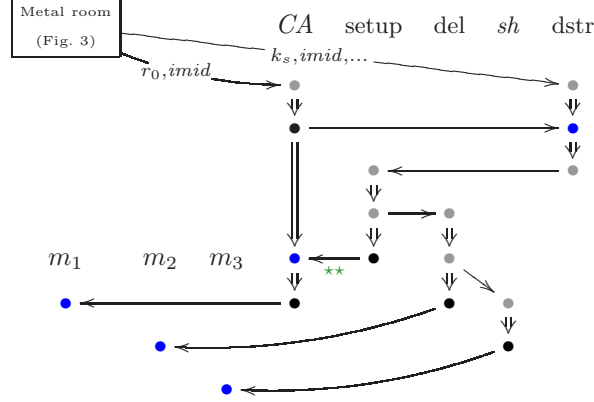 Metal room
(Fig. 3)
CA setup del sh dstr
k_s,imid,...
r_0,imid
m_1 m_2 m_3
⋆⋆